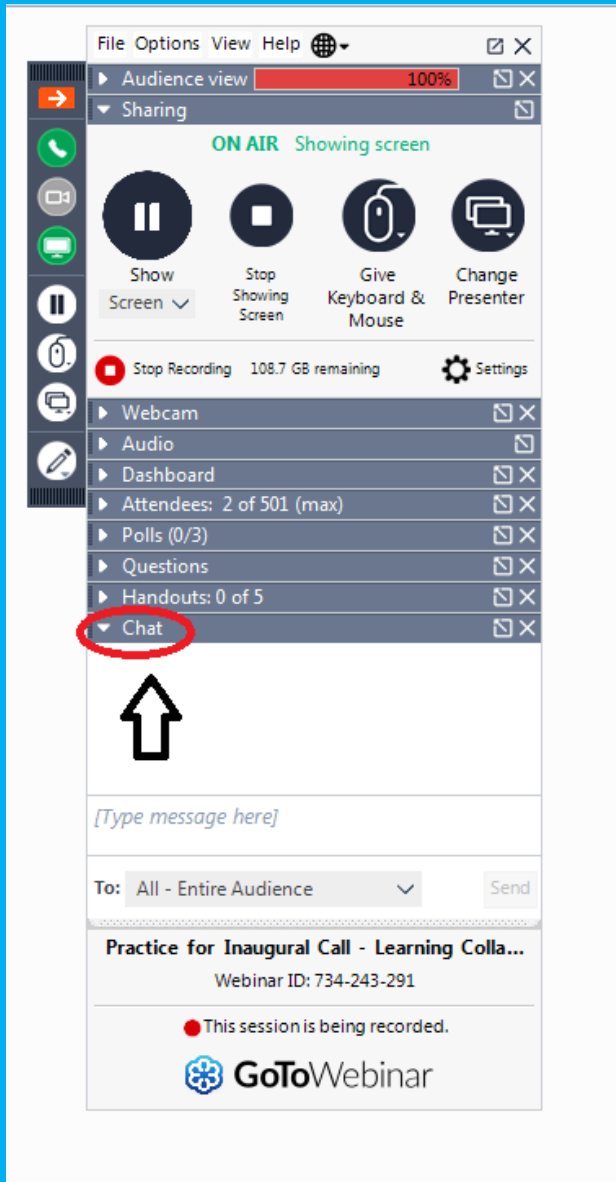 File Options View Help
Audience view 100%
Sharing
ON AIR Showing screen
Show
Screen
Stop
Showing
Screen
Give
Keyboard &
Mouse
Change
Presenter
Stop Recording 108.7 GB remaining Settings
Webcam
Audio
Dashboard
Attendees: 2 of 501 (max)
Polls (0/3)
Questions
Handouts: 0 of 5
Chat
[Type message here]
To: All - Entire Audience Send
Practice for Inaugural Call - Learning Colla...
Webinar ID: 734-243-291
This session is being recorded.
GoToWebinar